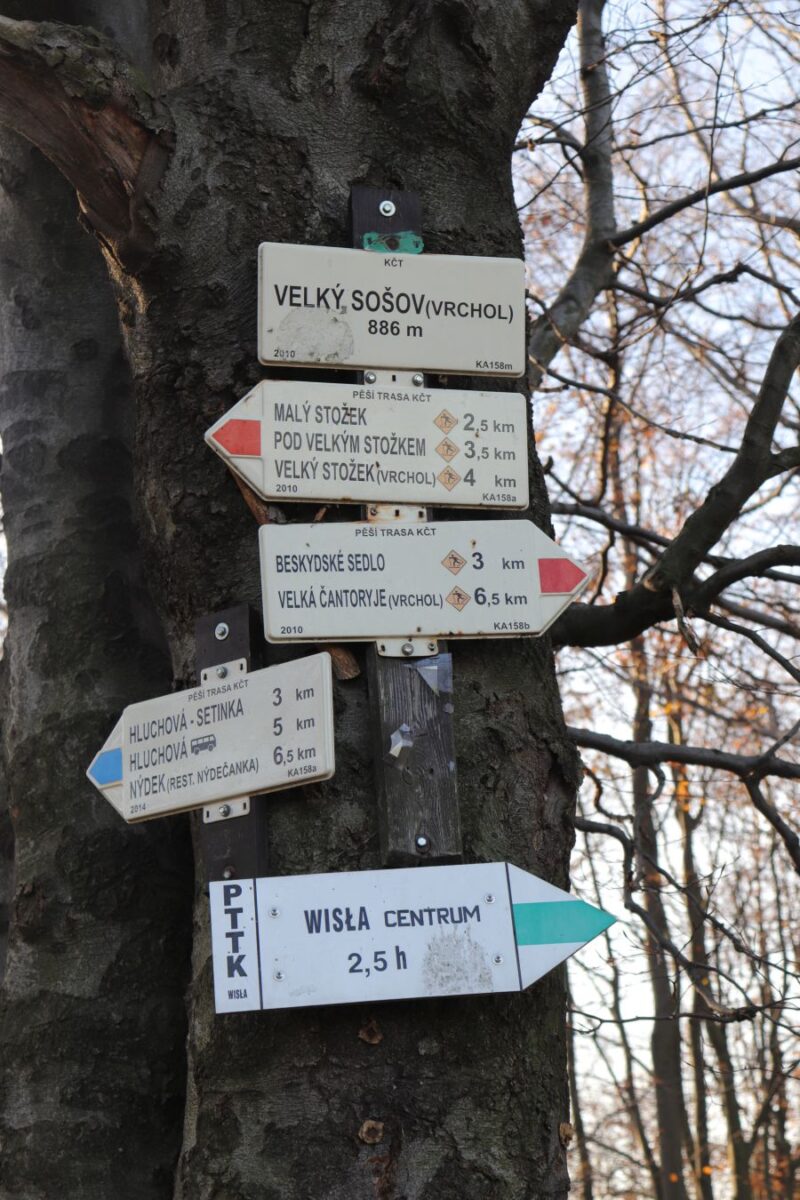 KČT
VELKÝ SOŠOV (VRCHOL)
886 m
2010 KA158m
PĚŠÍ TRASA KČT
MALÝ STOŽEK 2,5 km
POD VELKÝM STOŽKEM 3,5 km
VELKÝ STOŽEK (VRCHOL) 4 km
2010 KA158a
PĚŠÍ TRASA KČT
BESKYDSKÉ SEDLO 3 km
VELKÁ ČANTORYJE (VRCHOL) 6,5 km
2010 KA158b
PĚŠÍ TRASA KČT
HLUCHOVÁ - SETINKA 3 km
HLUCHOVÁ 5 km
NÝDEK (REST. NÝDEČANKA) 6,5 km
2014 KA158a
PTTK
WISŁA
WISŁA CENTRUM
2,5 h